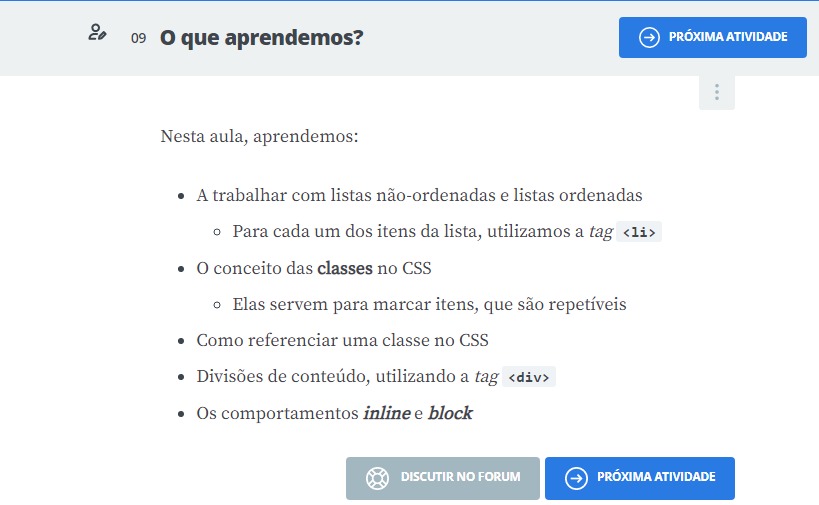 09 O que aprendemos?
PRÓXIMA ATIVIDADE
Nesta aula, aprendemos:
A trabalhar com listas não-ordenadas e listas ordenadas
Para cada um dos itens da lista, utilizamos a tag <li>
O conceito das classes no CSS
Elas servem para marcar itens, que são repetíveis
Como referenciar uma classe no CSS
Divisões de conteúdo, utilizando a tag <div>
Os comportamentos inline e block
DISCUTIR NO FORUM
PRÓXIMA ATIVIDADE